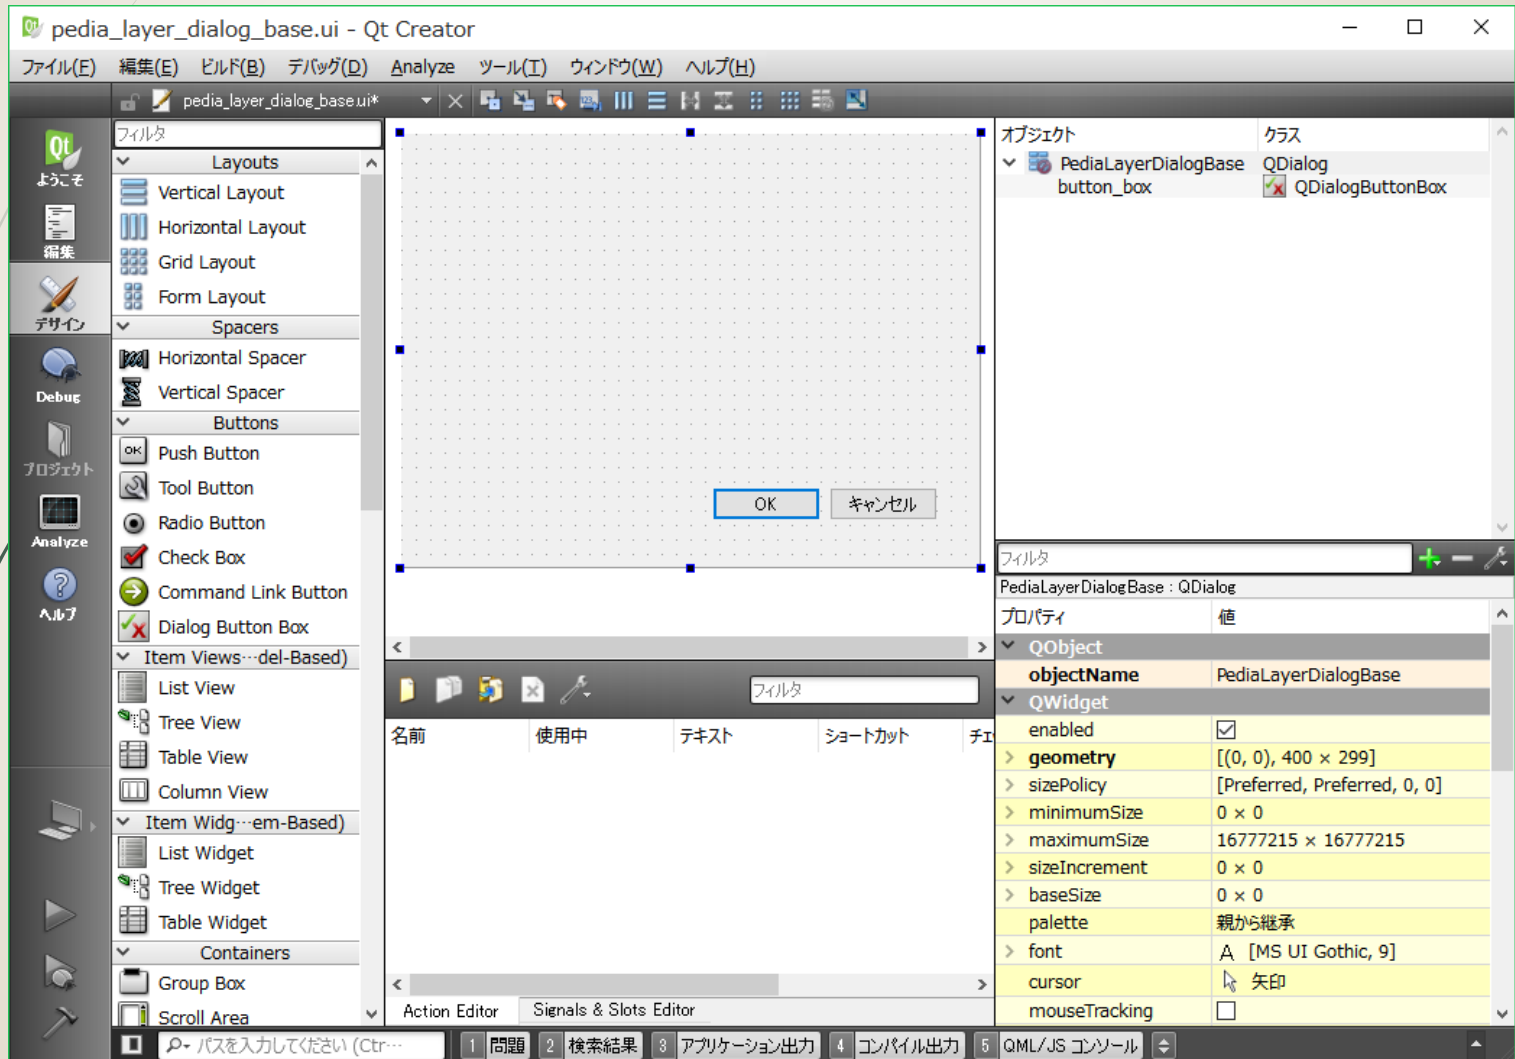 pedia_layer_dialog_base.ui - Qt Creator
ファイル(F) 編集(E) ビルド(B) デバッグ(D) Analyze ツール(T) ウィンドウ(W) ヘルプ(H)
pedia_layer_dialog_base.ui*
ようこそ
編集
デザイン
Debug
プロジェクト
Analyze
ヘルプ
フィルタ
Layouts
Vertical Layout
Horizontal Layout
Grid Layout
Form Layout
Spacers
Horizontal Spacer
Vertical Spacer
Buttons
Push Button
Tool Button
Radio Button
Check Box
Command Link Button
Dialog Button Box
Item Views…del-Based)
List View
Tree View
Table View
Column View
Item Widg…em-Based)
List Widget
Tree Widget
Table Widget
Containers
Group Box
Scroll Area
OK キャンセル
フィルタ
名前 使用中 テキスト ショートカット チェ
Action Editor Signals & Slots Editor
オブジェクト クラス
PediaLayerDialogBase QDialog
button_box QDialogButtonBox
フィルタ
PediaLayerDialogBase : QDialog
プロパティ 値
QObject
objectName PediaLayerDialogBase
QWidget
enabled
geometry [(0, 0), 400 × 299]
sizePolicy [Preferred, Preferred, 0, 0]
minimumSize 0 × 0
maximumSize 16777215 × 16777215
sizeIncrement 0 × 0
baseSize 0 × 0
palette 親から継承
font A [MS UI Gothic, 9]
cursor 矢印
mouseTracking
パスを入力してください (Ctr… 1 問題 2 検索結果 3 アプリケーション出力 4 コンパイル出力 5 QML/JS コンソール